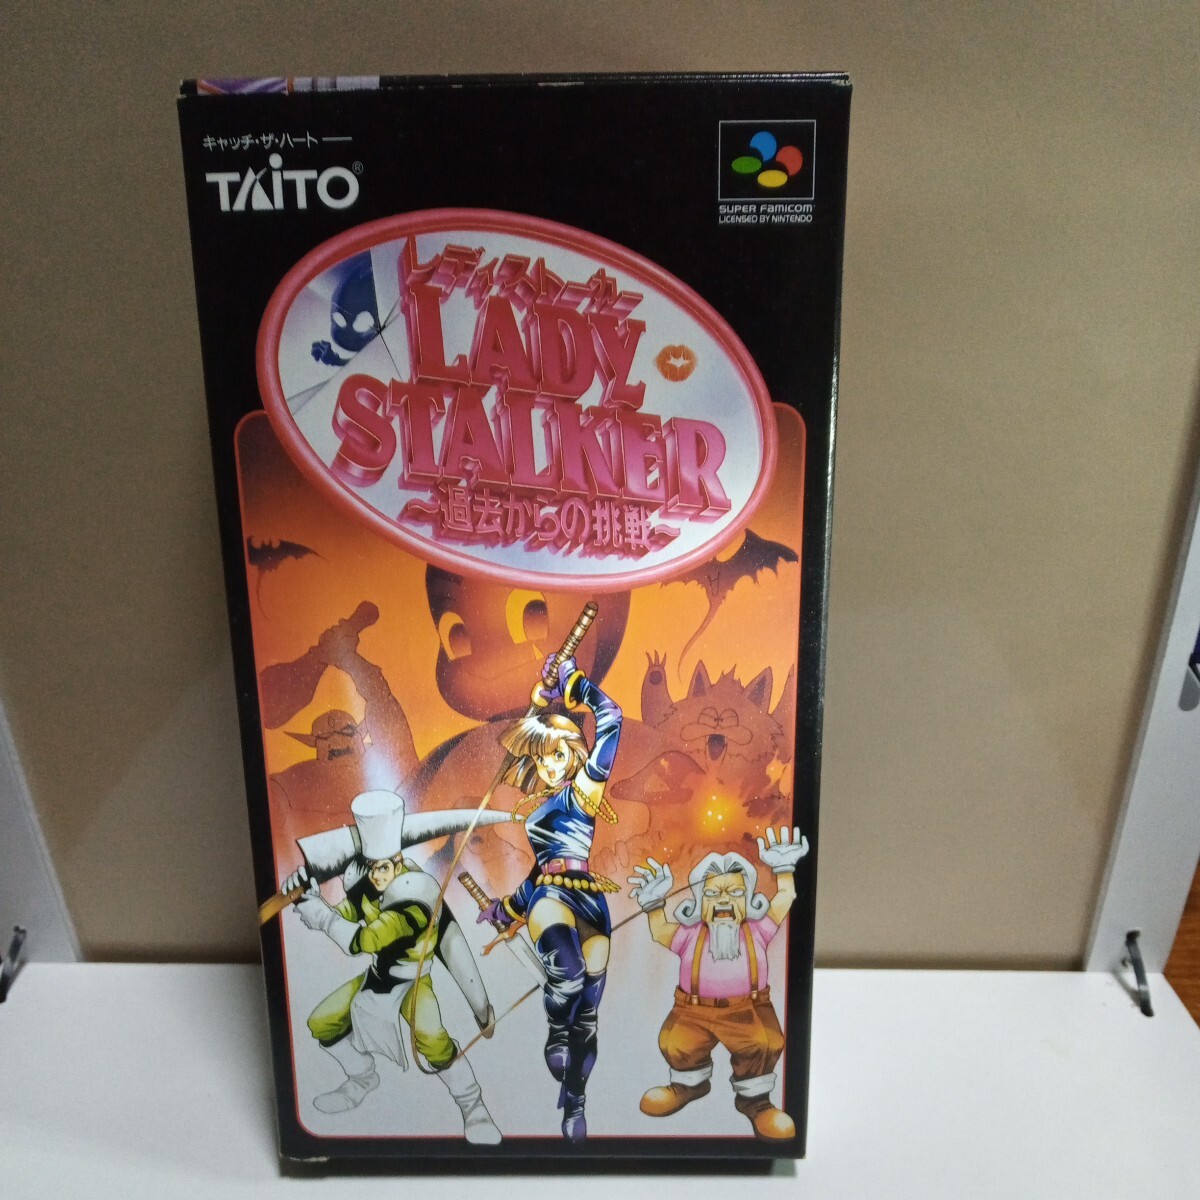 キャッチ・ザ・ハート
TAiTO®
SUPER FAMICOM
LICENSED BY NINTENDO
レディストーカー
LADY
STALKER
～過去からの挑戦～